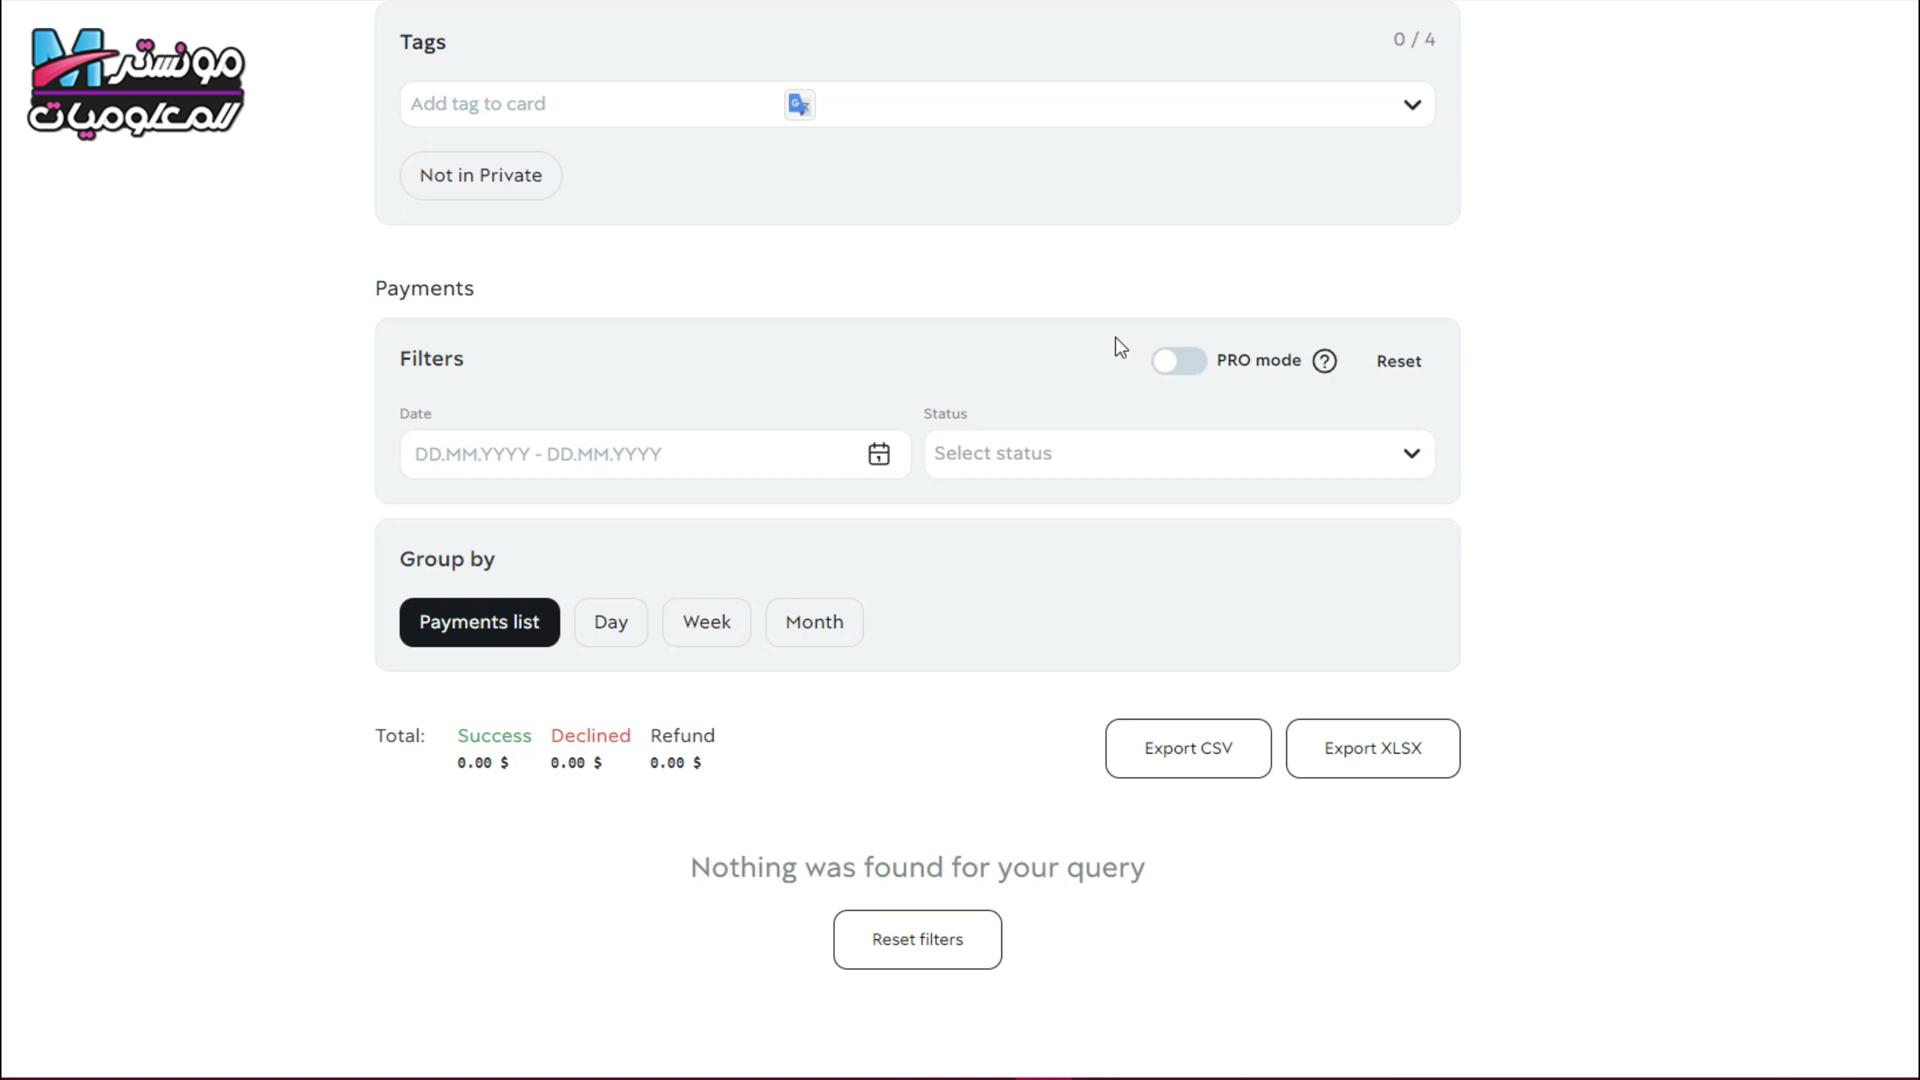 مونستر
للمعلوميات
Tags
0 / 4
Add tag to card
Not in Private
Payments
Filters
PRO mode
Reset
Date
Status
DD.MM.YYYY - DD.MM.YYYY
Select status
Group by
Payments list
Day
Week
Month
Total:
Success
Declined
Refund
0.00 $
0.00 $
0.00 $
Export CSV
Export XLSX
Nothing was found for your query
Reset filters